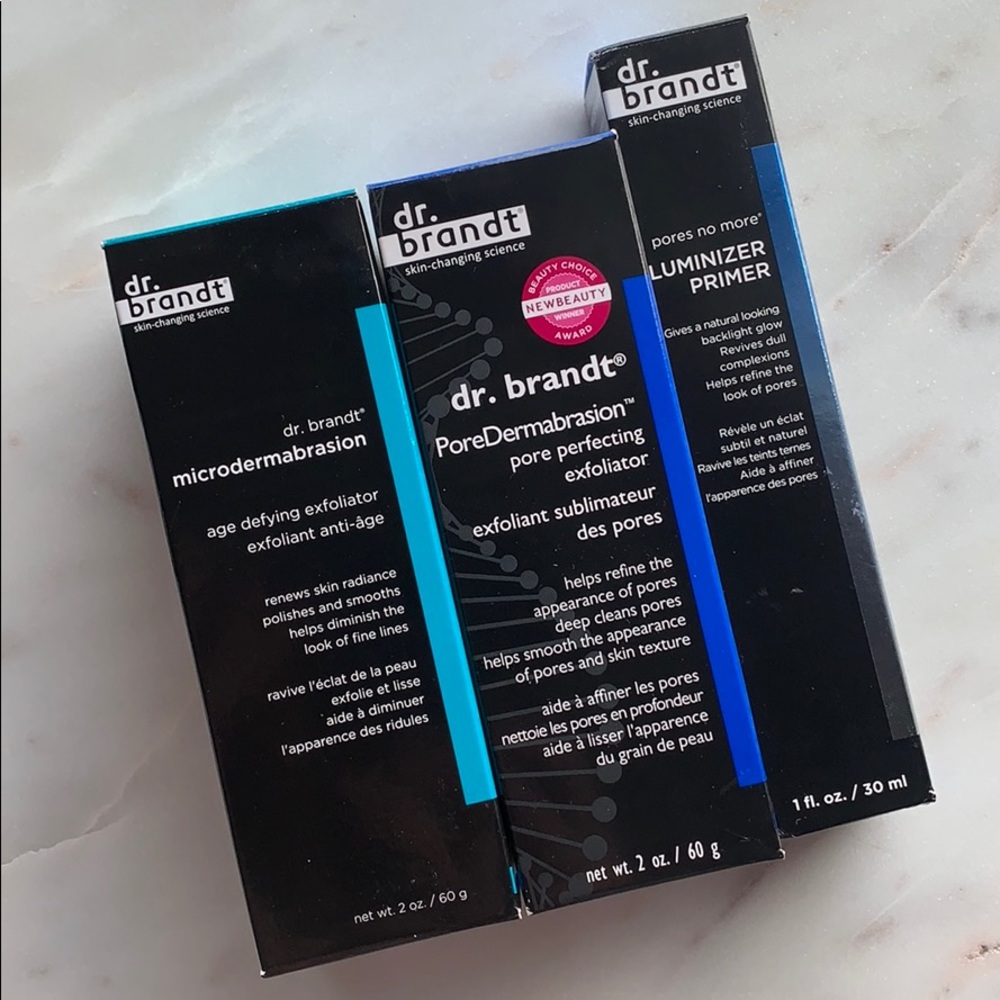 dr.
brandt®
skin-changing science
dr. brandt®
microdermabrasion
age defying exfoliator
exfoliant anti-âge
renews skin radiance
polishes and smooths
helps diminish the
look of fine lines
ravive l'éclat de la peau
exfolie et lisse
aide à diminuer
l'apparence des ridules
net wt. 2 oz. / 60 g
dr.
brandt®
skin-changing science
BEAUTY CHOICE
PRODUCT
NEWBEAUTY
WINNER
AWARD
dr. brandt®
PoreDermabrasion™
pore perfecting
exfoliator
exfoliant sublimateur
des pores
helps refine the
appearance of pores
deep cleans pores
helps smooth the appearance
of pores and skin texture
aide à affiner les pores
nettoie les pores en profondeur
aide à lisser l'apparence
du grain de peau
net wt. 2 oz. / 60 g
dr.
brandt®
skin-changing science
pores no more®
LUMINIZER
PRIMER
Gives a natural looking
backlight glow
Revives dull
complexions
Helps refine the
look of pores
Révèle un éclat
subtil et naturel
Ravive les teints ternes
Aide à affiner
l'apparence des pores
1 fl. oz. / 30 ml